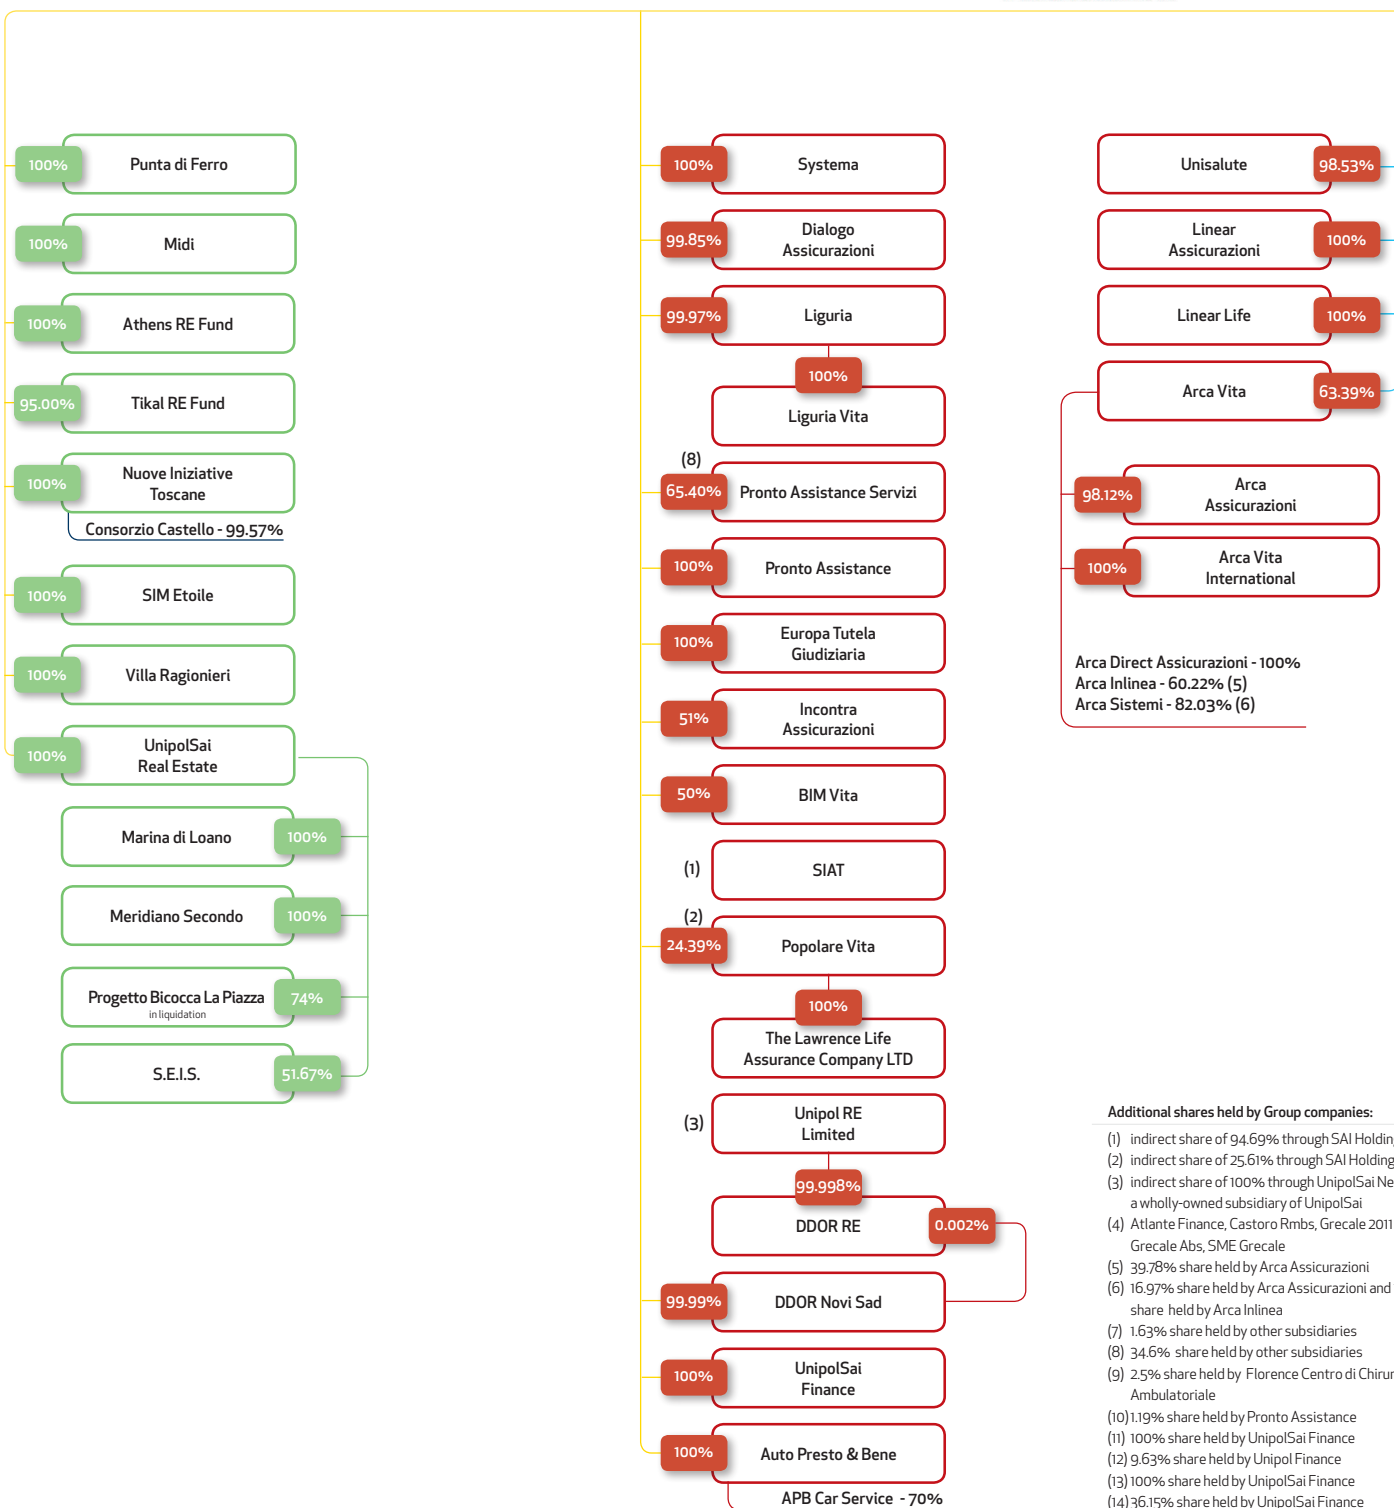 100%
Punta di Ferro
100%
Midi
100%
Athens RE Fund
95.00%
Tikal RE Fund
100%
Nuove Iniziative
Toscane
Consorzio Castello - 99.57%
100%
SIM Etoile
100%
Villa Ragionieri
100%
UnipolSai
Real Estate
Marina di Loano
100%
Meridiano Secondo
100%
Progetto Bicocca La Piazza
in liquidation
74%
S.E.I.S.
51.67%
100%
Systema
99.85%
Dialogo
Assicurazioni
99.97%
Liguria
100%
Liguria Vita
(8)
65.40%
Pronto Assistance Servizi
100%
Pronto Assistance
100%
Europa Tutela
Giudiziaria
51%
Incontra
Assicurazioni
50%
BIM Vita
(1)
SIAT
(2)
24.39%
Popolare Vita
100%
The Lawrence Life
Assurance Company LTD
(3)
Unipol RE
Limited
99.998%
DDOR RE
0.002%
99.99%
DDOR Novi Sad
100%
UnipolSai
Finance
100%
Auto Presto & Bene
APB Car Service - 70%
Unisalute
98.53%
Linear
Assicurazioni
100%
Linear Life
100%
Arca Vita
63.39%
98.12%
Arca
Assicurazioni
100%
Arca Vita
International
Arca Direct Assicurazioni - 100%
Arca Inlinea - 60.22% (5)
Arca Sistemi - 82.03% (6)
Additional shares held by Group companies:
(1) indirect share of 94.69% through SAI Holdin
(2) indirect share of 25.61% through SAI Holding
(3) indirect share of 100% through UnipolSai Ne
a wholly-owned subsidiary of UnipolSai
(4) Atlante Finance, Castoro Rmbs, Grecale 2011
Grecale Abs, SME Grecale
(5) 39.78% share held by Arca Assicurazioni
(6) 16.97% share held by Arca Assicurazioni and
share held by Arca Inlinea
(7) 1.63% share held by other subsidiaries
(8) 34.6% share held by other subsidiaries
(9) 2.5% share held by Florence Centro di Chirur
Ambulatoriale
(10) 1.19% share held by Pronto Assistance
(11) 100% share held by UnipolSai Finance
(12) 9.63% share held by Unipol Finance
(13) 100% share held by UnipolSai Finance
(14) 36.15% share held by UnipolSai Finance